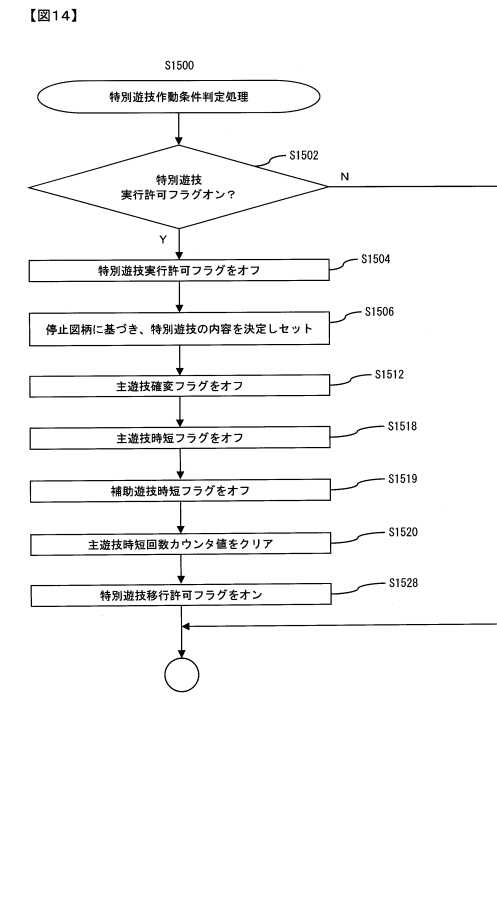 【図14】
S1500
特別遊技作動条件判定処理
S1502
特別遊技
実行許可フラグオン？
N
Y
S1504
特別遊技実行許可フラグをオフ
S1506
停止図柄に基づき、特別遊技の内容を決定しセット
S1512
主遊技確変フラグをオフ
S1518
主遊技時短フラグをオフ
S1519
補助遊技時短フラグをオフ
S1520
主遊技時短回数カウンタ値をクリア
S1528
特別遊技移行許可フラグをオン